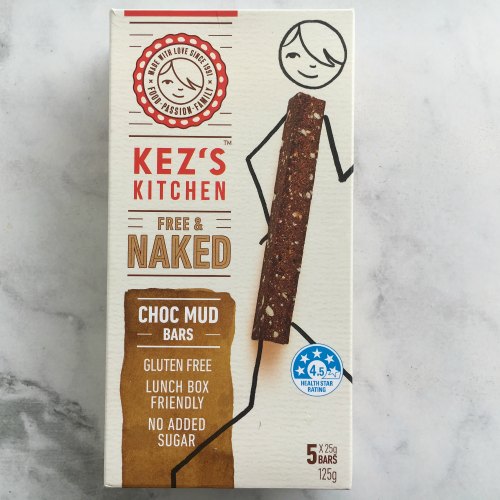 MADE WITH LOVE SINCE 1991
FOOD·PASSION·FAMILY
KEZ'S™
KITCHEN
FREE &
NAKED
CHOC MUD
BARS
GLUTEN FREE
LUNCH BOX
FRIENDLY
NO ADDED
SUGAR
4.5
HEALTH STAR
RATING
5 X 25g
BARS
125g